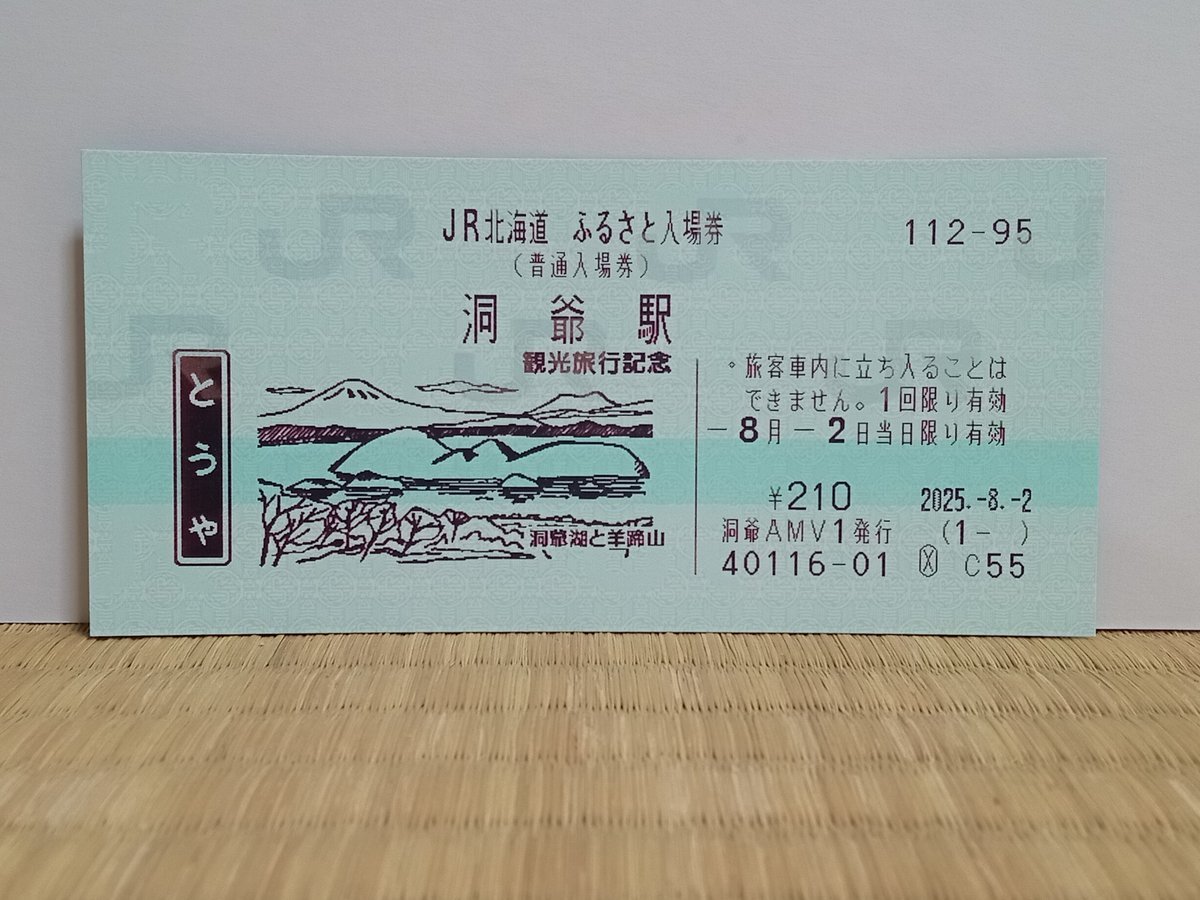 JR北海道 ふるさと入場券
112-95
（普通入場券）
洞爺駅
観光旅行記念
とうや
洞爺湖と羊蹄山
。旅客車内に立ち入ることは
できません。1回限り有効
－8月－2日当日限り有効
¥210
2025.-8.-2
洞爺AMV1発行
(1- )
40116-01 Ⓧ C55
JR
JR
JR
JR